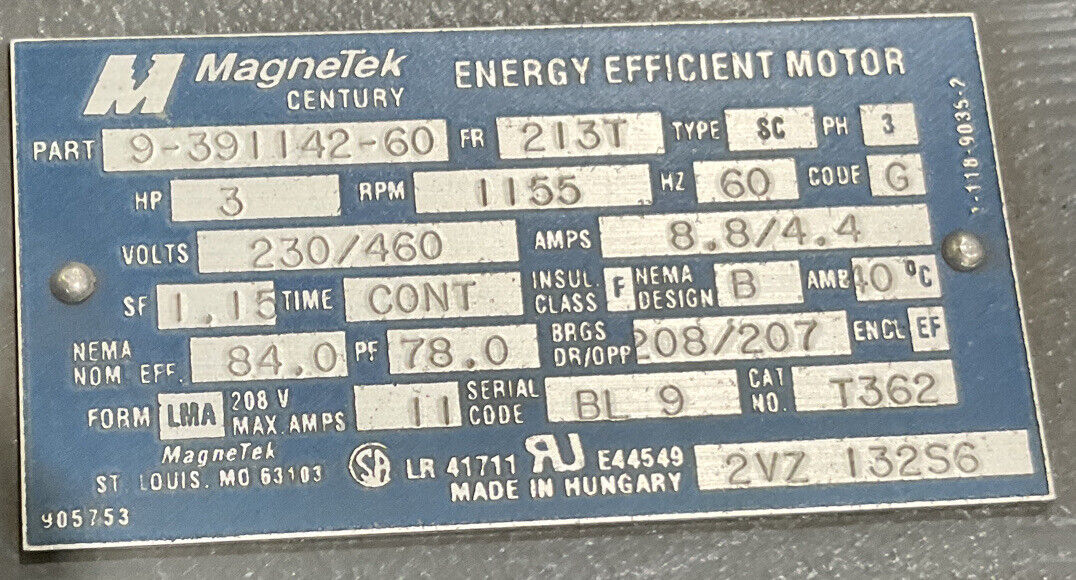 MagneTek ENERGY EFFICIENT MOTOR
CENTURY
PART 9-391142-60 FR 213T TYPE SC PH 3
HP 3 RPM 1155 HZ 60 CODE G
VOLTS 230/460 AMPS 8.8/4.4
SF 1.15 TIME CONT INSUL. CLASS F NEMA DESIGN B AMB 40°C
NEMA NOM. EFF. 84.0 PF 78.0 BRGS DR/OPP 208/207 ENCL EF
FORM LMA 208 V MAX. AMPS 11 SERIAL CODE BL 9 CAT NO. T362
MagneTek
ST. LOUIS, MO 63103 SA LR 41711 RU E44549 2VZ 132S6
MADE IN HUNGARY
905753
1-118-9035-2